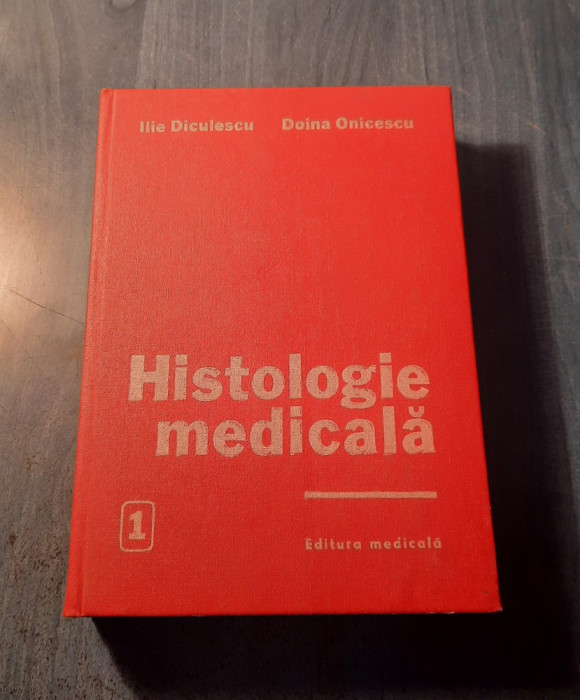 Ilie Diculescu Doina Onicescu
Histologie
medicală
1
Editura medicală